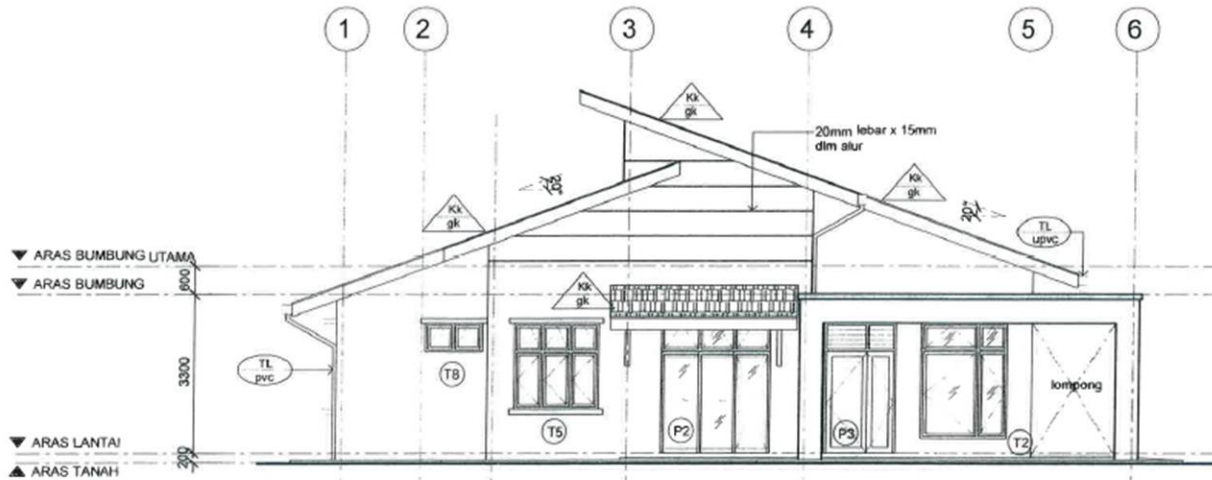 1 2 3 4 5 6
Kk
gk
20mm lebar x 15mm
dlm alur
20°
Kk
gk
Kk
gk
20°
TL
upvc
ARAS BUMBUNG UTAMA
600
ARAS BUMBUNG
Kk
gk
3300
TL
pvc
T8
lompong
T5
P2
P3
T2
ARAS LANTAI
200
ARAS TANAH